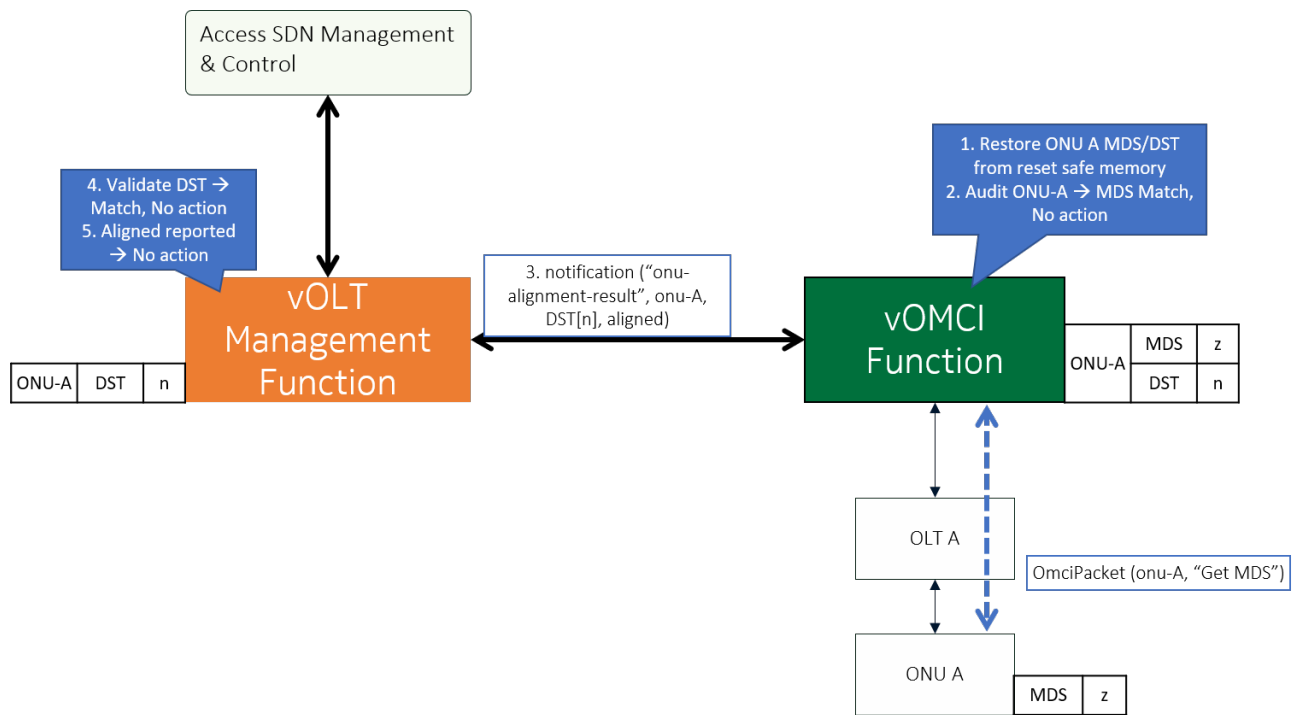 Access SDN Management
& Control
1. Restore ONU A MDS/DST
from reset safe memory
2. Audit ONU-A → MDS Match,
No action
4. Validate DST →
Match, No action
5. Aligned reported
→ No action
3. notification (“onu-
alignment-result”, onu-A,
DST[n], aligned)
vOLT
Management
Function
vOMCI
Function
ONU-A DST n
ONU-A
MDS z
DST n
OLT A
OmciPacket (onu-A, “Get MDS”)
ONU A
MDS z